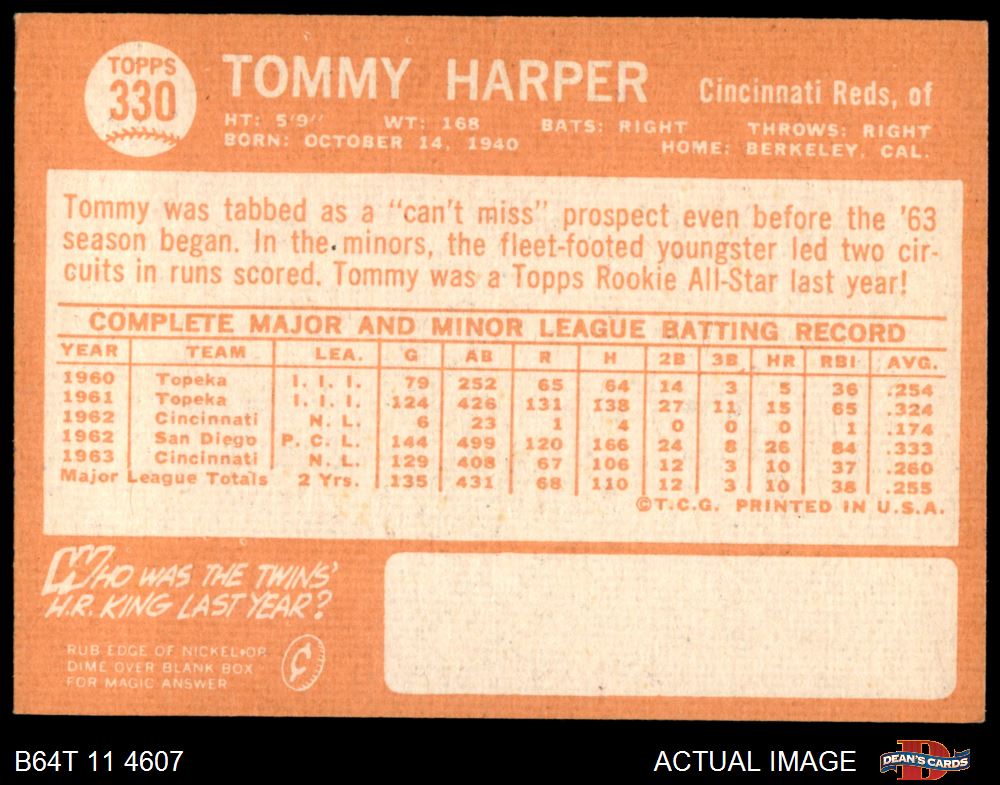 TOPPS
330
TOMMY HARPER Cincinnati Reds, of
HT: 5'9" WT: 168 BATS: RIGHT THROWS: RIGHT
BORN: OCTOBER 14, 1940 HOME: BERKELEY, CAL.
Tommy was tabbed as a "can't miss" prospect even before the '63
season began. In the minors, the fleet-footed youngster led two cir-
cuits in runs scored. Tommy was a Topps Rookie All-Star last year!
COMPLETE MAJOR AND MINOR LEAGUE BATTING RECORD
YEAR TEAM LEA. G AB R H 2B 3B HR RBI AVG.
1960 Topeka I. I. I. 79 252 65 64 14 3 5 36 .254
1961 Topeka I. I. I. 124 426 131 138 27 11 15 65 .324
1962 Cincinnati N. L. 6 23 1 4 0 0 0 1 .174
1962 San Diego P. C. L. 144 499 120 166 24 8 26 84 .333
1963 Cincinnati N. L. 129 408 67 106 12 3 10 37 .260
Major League Totals 2 Yrs. 135 431 68 110 12 3 10 38 .255
©T.C.G. PRINTED IN U.S.A.
WHO WAS THE TWINS'
H.R. KING LAST YEAR?
RUB EDGE OF NICKEL OR
DIME OVER BLANK BOX
FOR MAGIC ANSWER
B64T 11 4607 ACTUAL IMAGE DEAN'S CARDS